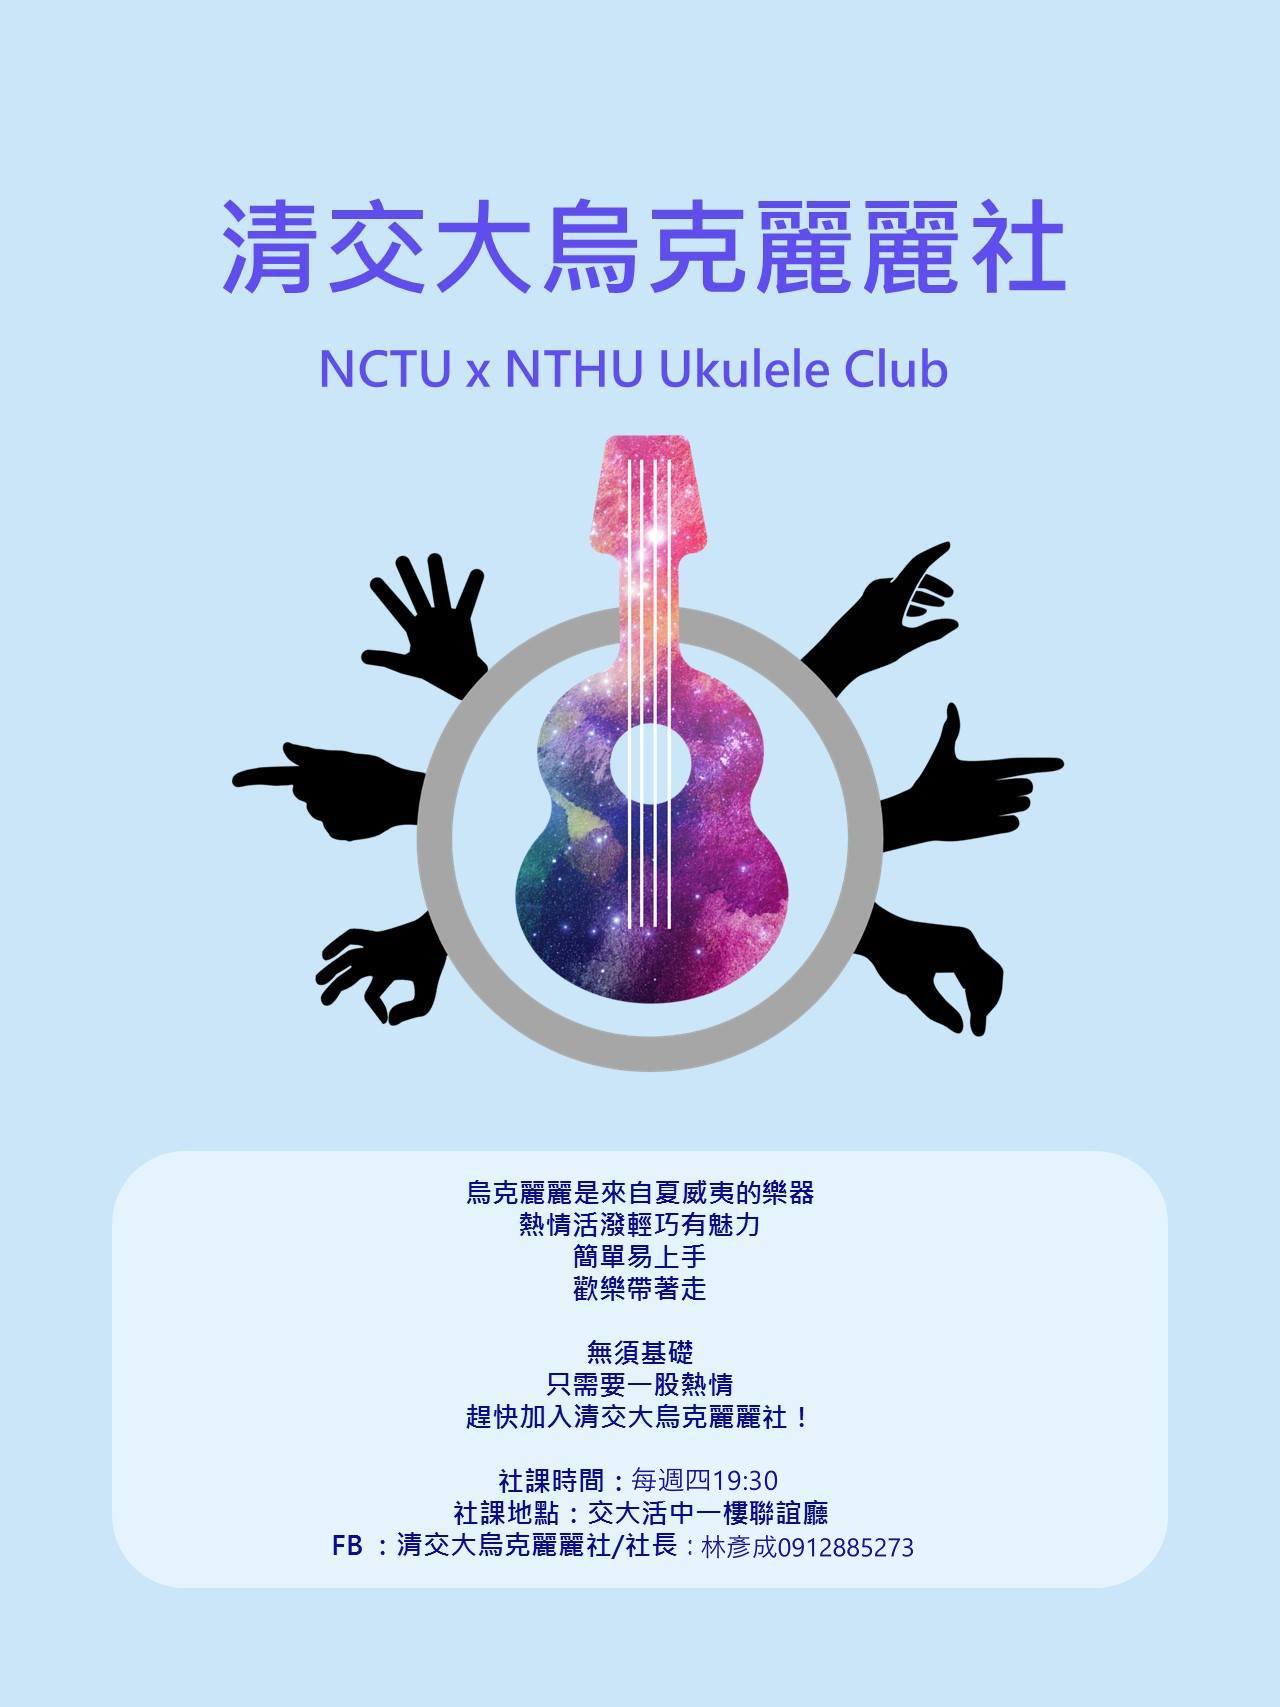 清交大烏克麗麗社
NCTU x NTHU Ukulele Club
烏克麗麗是來自夏威夷的樂器
熱情活潑輕巧有魅力
簡單易上手
歡樂帶著走
無須基礎
只需要一股熱情
趕快加入清交大烏克麗麗社！
社課時間：每週四19:30
社課地點：交大活中一樓聯誼廳
FB ：清交大烏克麗麗社/社長：林彥成0912885273